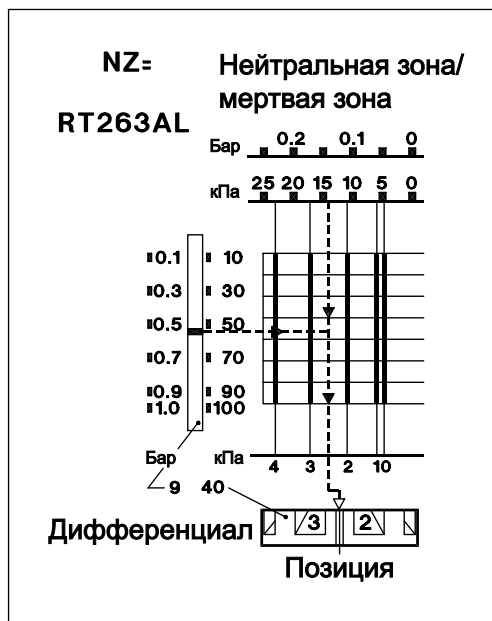 NZ=
Нейтральная зона/
мертвая зона
RT263AL
Бар 0.2 0.1 0
кПа 25 20 15 10 5 0
0.1 10
0.3 30
0.5 50
0.7 70
0.9 90
1.0 100
Бар кПа 4 3 2 10
9 40
Дифференциал 3 2
Позиция